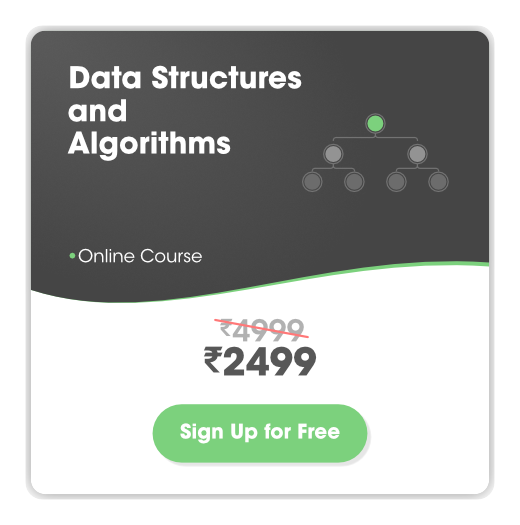 Data Structures
and
Algorithms
•Online Course
₹4999
₹2499
Sign Up for Free